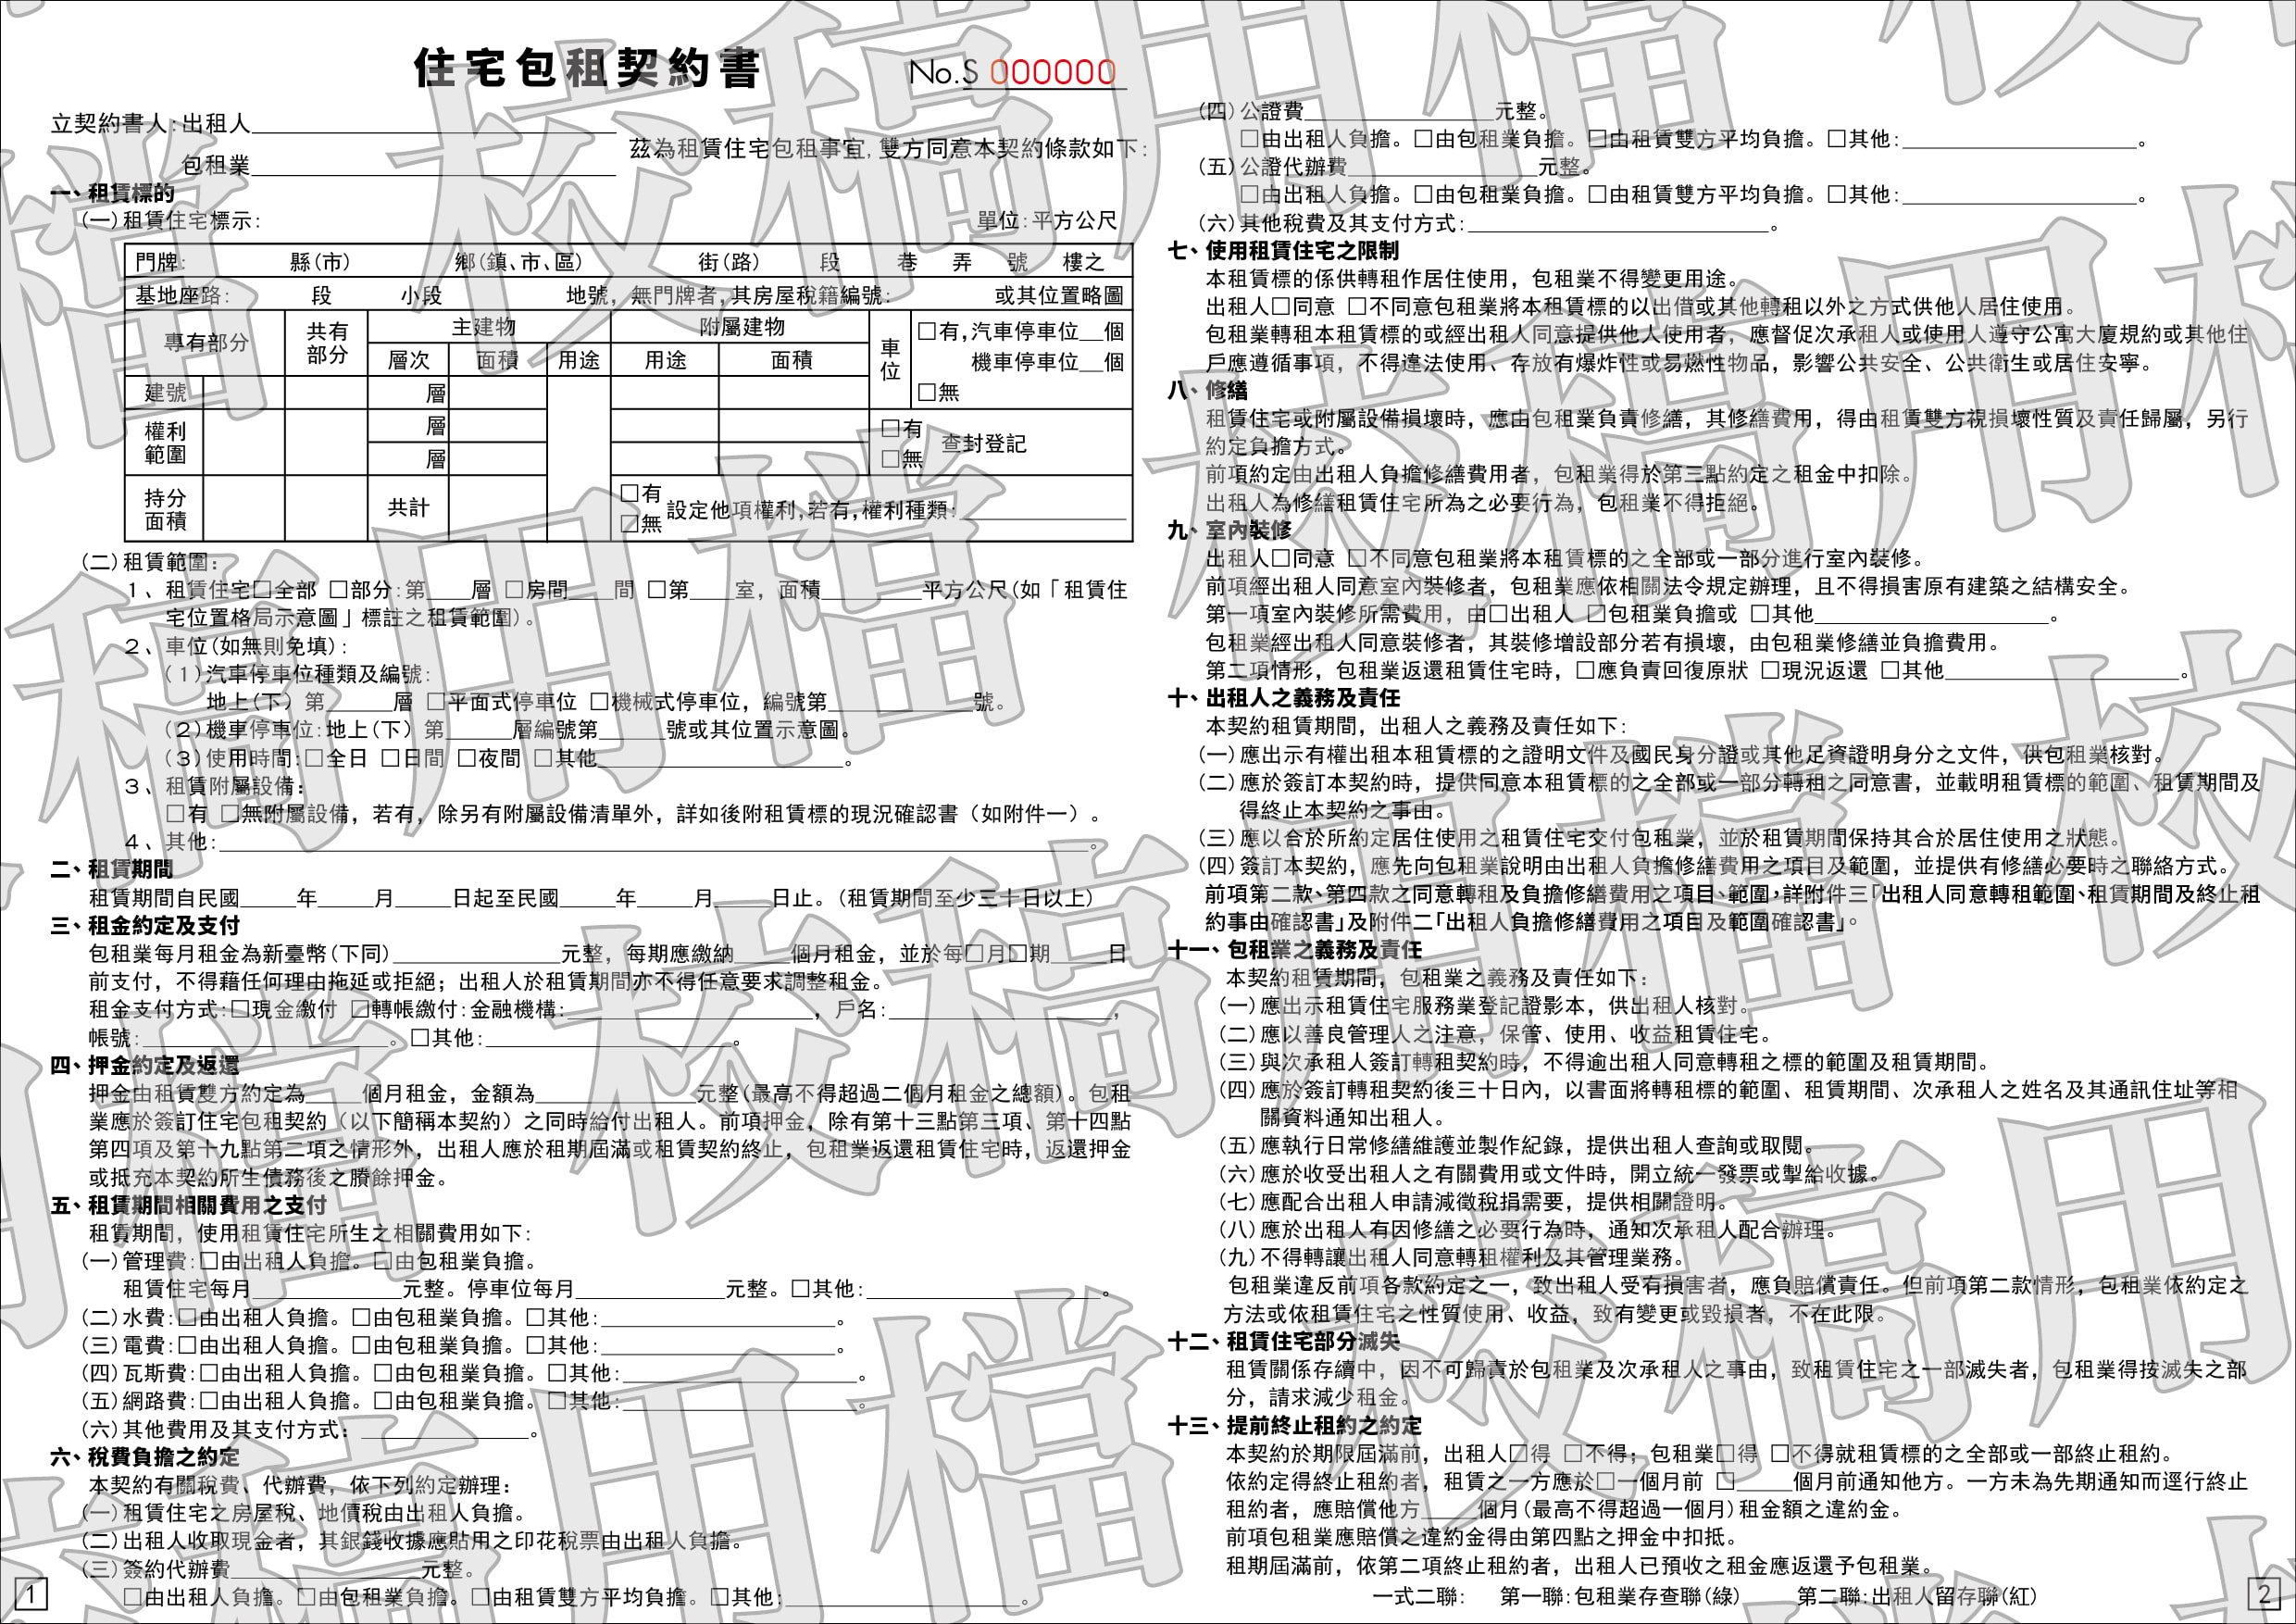 住宅包租契約書
No.S 000000
立契約書人:出租人
包租業
茲為租賃住宅包租事宜,雙方同意本契約條款如下:
一、租賃標的
(一)租賃住宅標示:
單位:平方公尺
門牌: 縣(市) 鄉(鎮、市、區) 街(路) 段 巷 弄 號 樓之
基地座路: 段 小段 地號,無門牌者,其房屋稅籍編號: 或其位置略圖
專有部分 共有部分 主建物 附屬建物 車位 □有,汽車停車位__個
層次 面積 用途 用途 面積 機車停車位__個
建號 層 □無
權利範圍 層 □有 查封登記
層 □無
持分面積 共計 □有 □無 設定他項權利,若有,權利種類:
(二)租賃範圍:
1、租賃住宅□全部 □部分:第____層 □房間____間 □第____室,面積________平方公尺(如「租賃住
宅位置格局示意圖」標註之租賃範圍)。
2、車位(如無則免填):
(1)汽車停車位種類及編號:
地上(下)第_____層 □平面式停車位 □機械式停車位,編號第__________號。
(2)機車停車位:地上(下)第_____層編號第_____號或其位置示意圖。
(3)使用時間:□全日 □日間 □夜間 □其他____________________。
3、租賃附屬設備:
□有 □無附屬設備,若有,除另有附屬設備清單外,詳如後附租賃標的現況確認書(如附件一)。
4、其他:____________________。
二、租賃期間
租賃期間自民國____年____月____日起至民國____年____月____日止。(租賃期間至少三十日以上)
三、租金約定及支付
包租業每月租金為新臺幣(下同)____________元整,每期應繳納____個月租金,並於每□月□期____日
前支付,不得藉任何理由拖延或拒絕;出租人於租賃期間亦不得任意要求調整租金。
租金支付方式:□現金繳付 □轉帳繳付:金融機構:____________________,戶名:____________________,
帳號:____________________。□其他:____________________。
四、押金約定及返還
押金由租賃雙方約定為____個月租金,金額為____________元整(最高不得超過二個月租金之總額)。包租
業應於簽訂住宅包租契約(以下簡稱本契約)之同時給付出租人。前項押金,除有第十三點第三項、第十四點
第四項及第十九點第二項之情形外,出租人應於租期屆滿或租賃契約終止,包租業返還租賃住宅時,返還押金
或抵充本契約所生債務後之賸餘押金。
五、租賃期間相關費用之支付
租賃期間,使用租賃住宅所生之相關費用如下:
(一)管理費:□由出租人負擔。□由包租業負擔。
租賃住宅每月____________元整。停車位每月____________元整。□其他:____________________。
(二)水費:□由出租人負擔。□由包租業負擔。□其他:____________________。
(三)電費:□由出租人負擔。□由包租業負擔。□其他:____________________。
(四)瓦斯費:□由出租人負擔。□由包租業負擔。□其他:____________________。
(五)網路費:□由出租人負擔。□由包租業負擔。□其他:____________________。
(六)其他費用及其支付方式:______________。
六、稅費負擔之約定
本契約有關稅費、代辦費,依下列約定辦理:
(一)租賃住宅之房屋稅、地價稅由出租人負擔。
(二)出租人收取現金者,其銀錢收據應貼用之印花稅票由出租人負擔。
(三)簽約代辦費________________元整。
□由出租人負擔。□由包租業負擔。□由租賃雙方平均負擔。□其他:____________________。
1
(四)公證費________________元整。
□由出租人負擔。□由包租業負擔。□由租賃雙方平均負擔。□其他:____________________。
(五)公證代辦費________________元整。
□由出租人負擔。□由包租業負擔。□由租賃雙方平均負擔。□其他:____________________。
(六)其他稅費及其支付方式:________________________。
七、使用租賃住宅之限制
本租賃標的係供轉租作居住使用,包租業不得變更用途。
出租人□同意 □不同意包租業將本租賃標的以出借或其他轉租以外之方式供他人居住使用。
包租業轉租本租賃標的或經出租人同意提供他人使用者,應督促次承租人或使用人遵守公寓大廈規約或其他住
戶應遵循事項,不得違法使用、存放有爆炸性或易燃性物品,影響公共安全、公共衛生或居住安寧。
八、修繕
租賃住宅或附屬設備損壞時,應由包租業負責修繕,其修繕費用,得由租賃雙方視損壞性質及責任歸屬,另行
約定負擔方式。
前項約定由出租人負擔修繕費用者,包租業得於第三點約定之租金中扣除。
出租人為修繕租賃住宅所為之必要行為,包租業不得拒絕。
九、室內裝修
出租人□同意 □不同意包租業將本租賃標的之全部或一部分進行室內裝修。
前項經出租人同意室內裝修者,包租業應依相關法令規定辦理,且不得損害原有建築之結構安全。
第一項室內裝修所需費用,由□出租人 □包租業負擔或 □其他____________________。
包租業經出租人同意裝修者,其裝修增設部分若有損壞,由包租業修繕並負擔費用。
第二項情形,包租業返還租賃住宅時,□應負責回復原狀 □現況返還 □其他____________________。
十、出租人之義務及責任
本契約租賃期間,出租人之義務及責任如下:
(一)應出示有權出租本租賃標的之證明文件及國民身分證或其他足資證明身分之文件,供包租業核對。
(二)應於簽訂本契約時,提供同意本租賃標的之全部或一部分轉租之同意書,並載明租賃標的範圍、租賃期間及
得終止本契約之事由。
(三)應以合於所約定居住使用之租賃住宅交付包租業,並於租賃期間保持其合於居住使用之狀態。
(四)簽訂本契約,應先向包租業說明由出租人負擔修繕費用之項目及範圍,並提供有修繕必要時之聯絡方式。
前項第二款、第四款之同意轉租及負擔修繕費用之項目、範圍,詳附件三「出租人同意轉租範圍、租賃期間及終止租
約事由確認書」及附件二「出租人負擔修繕費用之項目及範圍確認書」。
十一、包租業之義務及責任
本契約租賃期間,包租業之義務及責任如下:
(一)應出示租賃住宅服務業登記證影本,供出租人核對。
(二)應以善良管理人之注意,保管、使用、收益租賃住宅。
(三)與次承租人簽訂轉租契約時,不得逾出租人同意轉租之標的範圍及租賃期間。
(四)應於簽訂轉租契約後三十日內,以書面將轉租標的範圍、租賃期間、次承租人之姓名及其通訊住址等相
關資料通知出租人。
(五)應執行日常修繕維護並製作紀錄,提供出租人查詢或取閱。
(六)應於收受出租人之有關費用或文件時,開立統一發票或掣給收據。
(七)應配合出租人申請減徵稅捐需要,提供相關證明。
(八)應於出租人有因修繕之必要行為時,通知次承租人配合辦理。
(九)不得轉讓出租人同意轉租權利及其管理業務。
包租業違反前項各款約定之一,致出租人受有損害者,應負賠償責任。但前項第二款情形,包租業依約定之
方法或依租賃住宅之性質使用、收益,致有變更或毀損者,不在此限。
十二、租賃住宅部分滅失
租賃關係存續中,因不可歸責於包租業及次承租人之事由,致租賃住宅之一部滅失者,包租業得按滅失之部
分,請求減少租金。
十三、提前終止租約之約定
本契約於期限屆滿前,出租人□得 □不得;包租業□得 □不得就租賃標的之全部或一部終止租約。
依約定得終止租約者,租賃之一方應於□一個月前 □____個月前通知他方。一方未為先期通知而逕行終止
租約者,應賠償他方____個月(最高不得超過一個月)租金額之違約金。
前項包租業應賠償之違約金得由第四點之押金中扣抵。
租期屆滿前,依第二項終止租約者,出租人已預收之租金應返還予包租業。
一式二聯: 第一聯:包租業存查聯(綠) 第二聯:出租人留存聯(紅)
2
校稿用檔